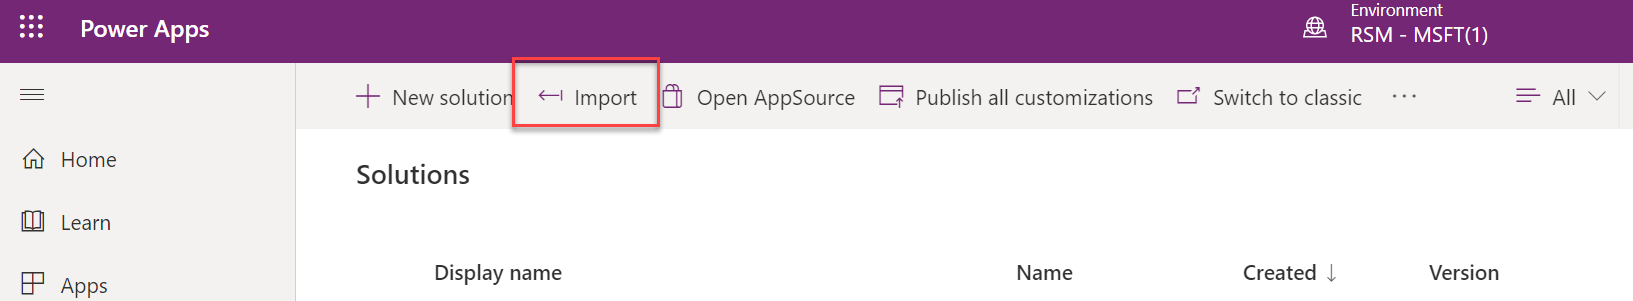 Power Apps
Environment
RSM - MSFT(1)
New solution
Import
Open AppSource
Publish all customizations
Switch to classic
All
Home
Learn
Apps
Solutions
Display name
Name
Created
Version